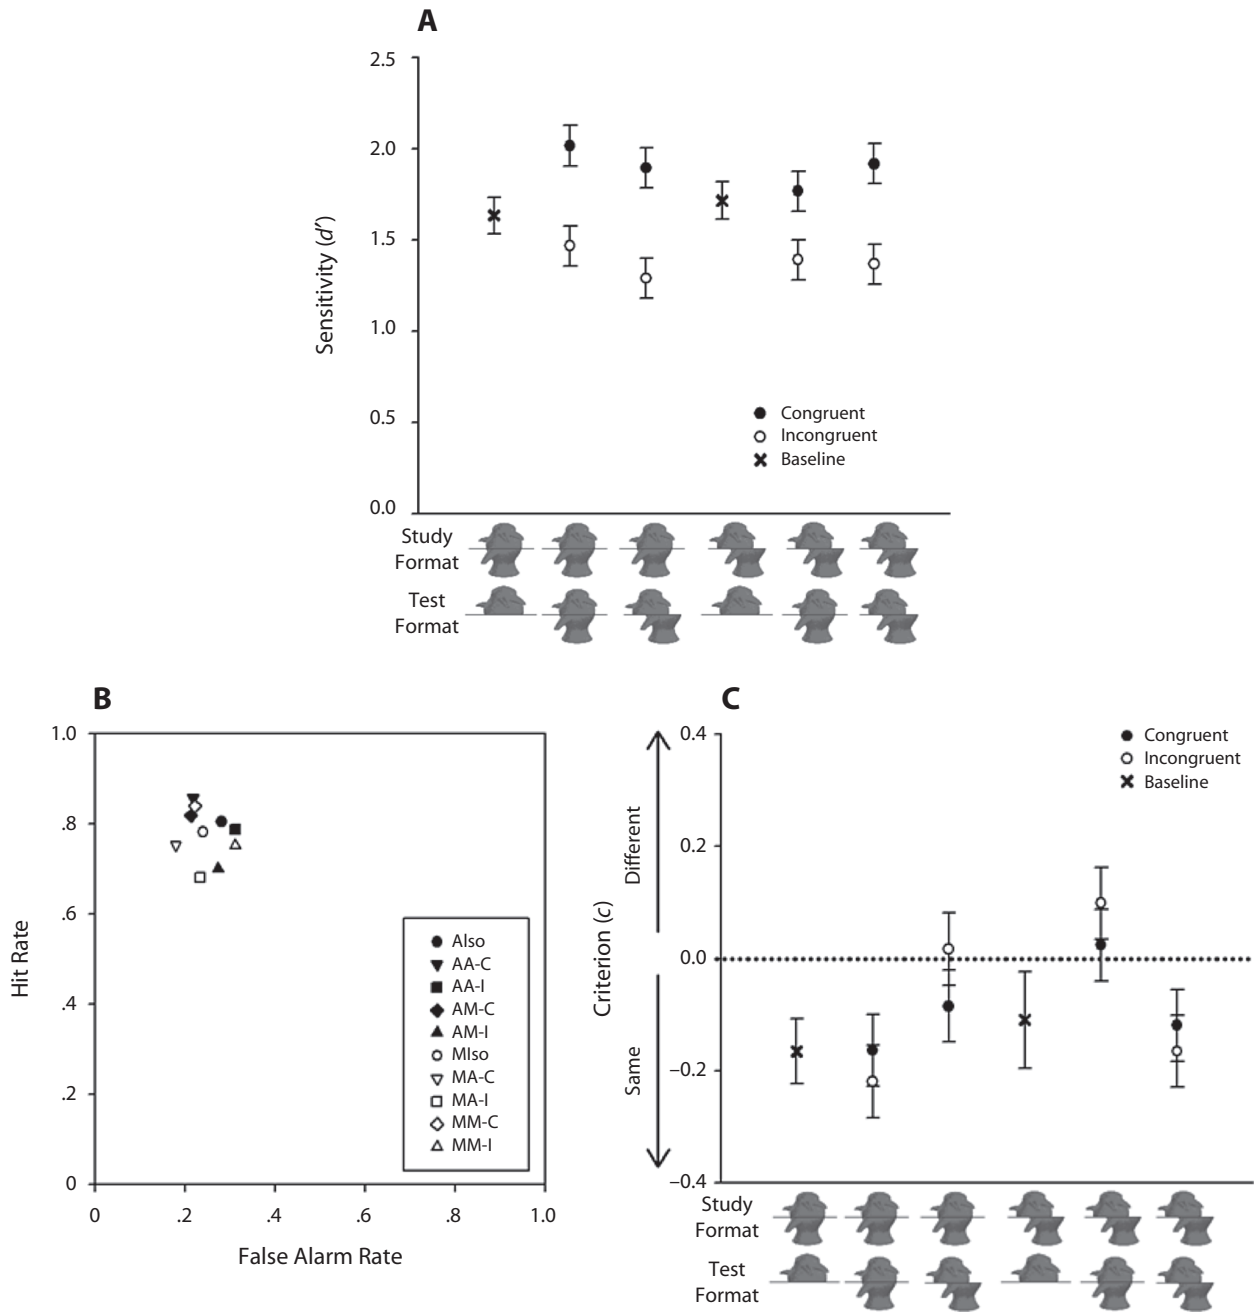 A
2.5
2.0
1.5
1.0
0.5
0.0
Sensitivity (d′)
Congruent
Incongruent
Baseline
Study
Format
Test
Format
B
1.0
.8
.6
.4
.2
0
Hit Rate
AIso
AA-C
AA-I
AM-C
AM-I
MIso
MA-C
MA-I
MM-C
MM-I
0 .2 .4 .6 .8 1.0
False Alarm Rate
C
0.4
0.2
0.0
−0.2
−0.4
Different
Criterion (c)
Same
Congruent
Incongruent
Baseline
Study
Format
Test
Format